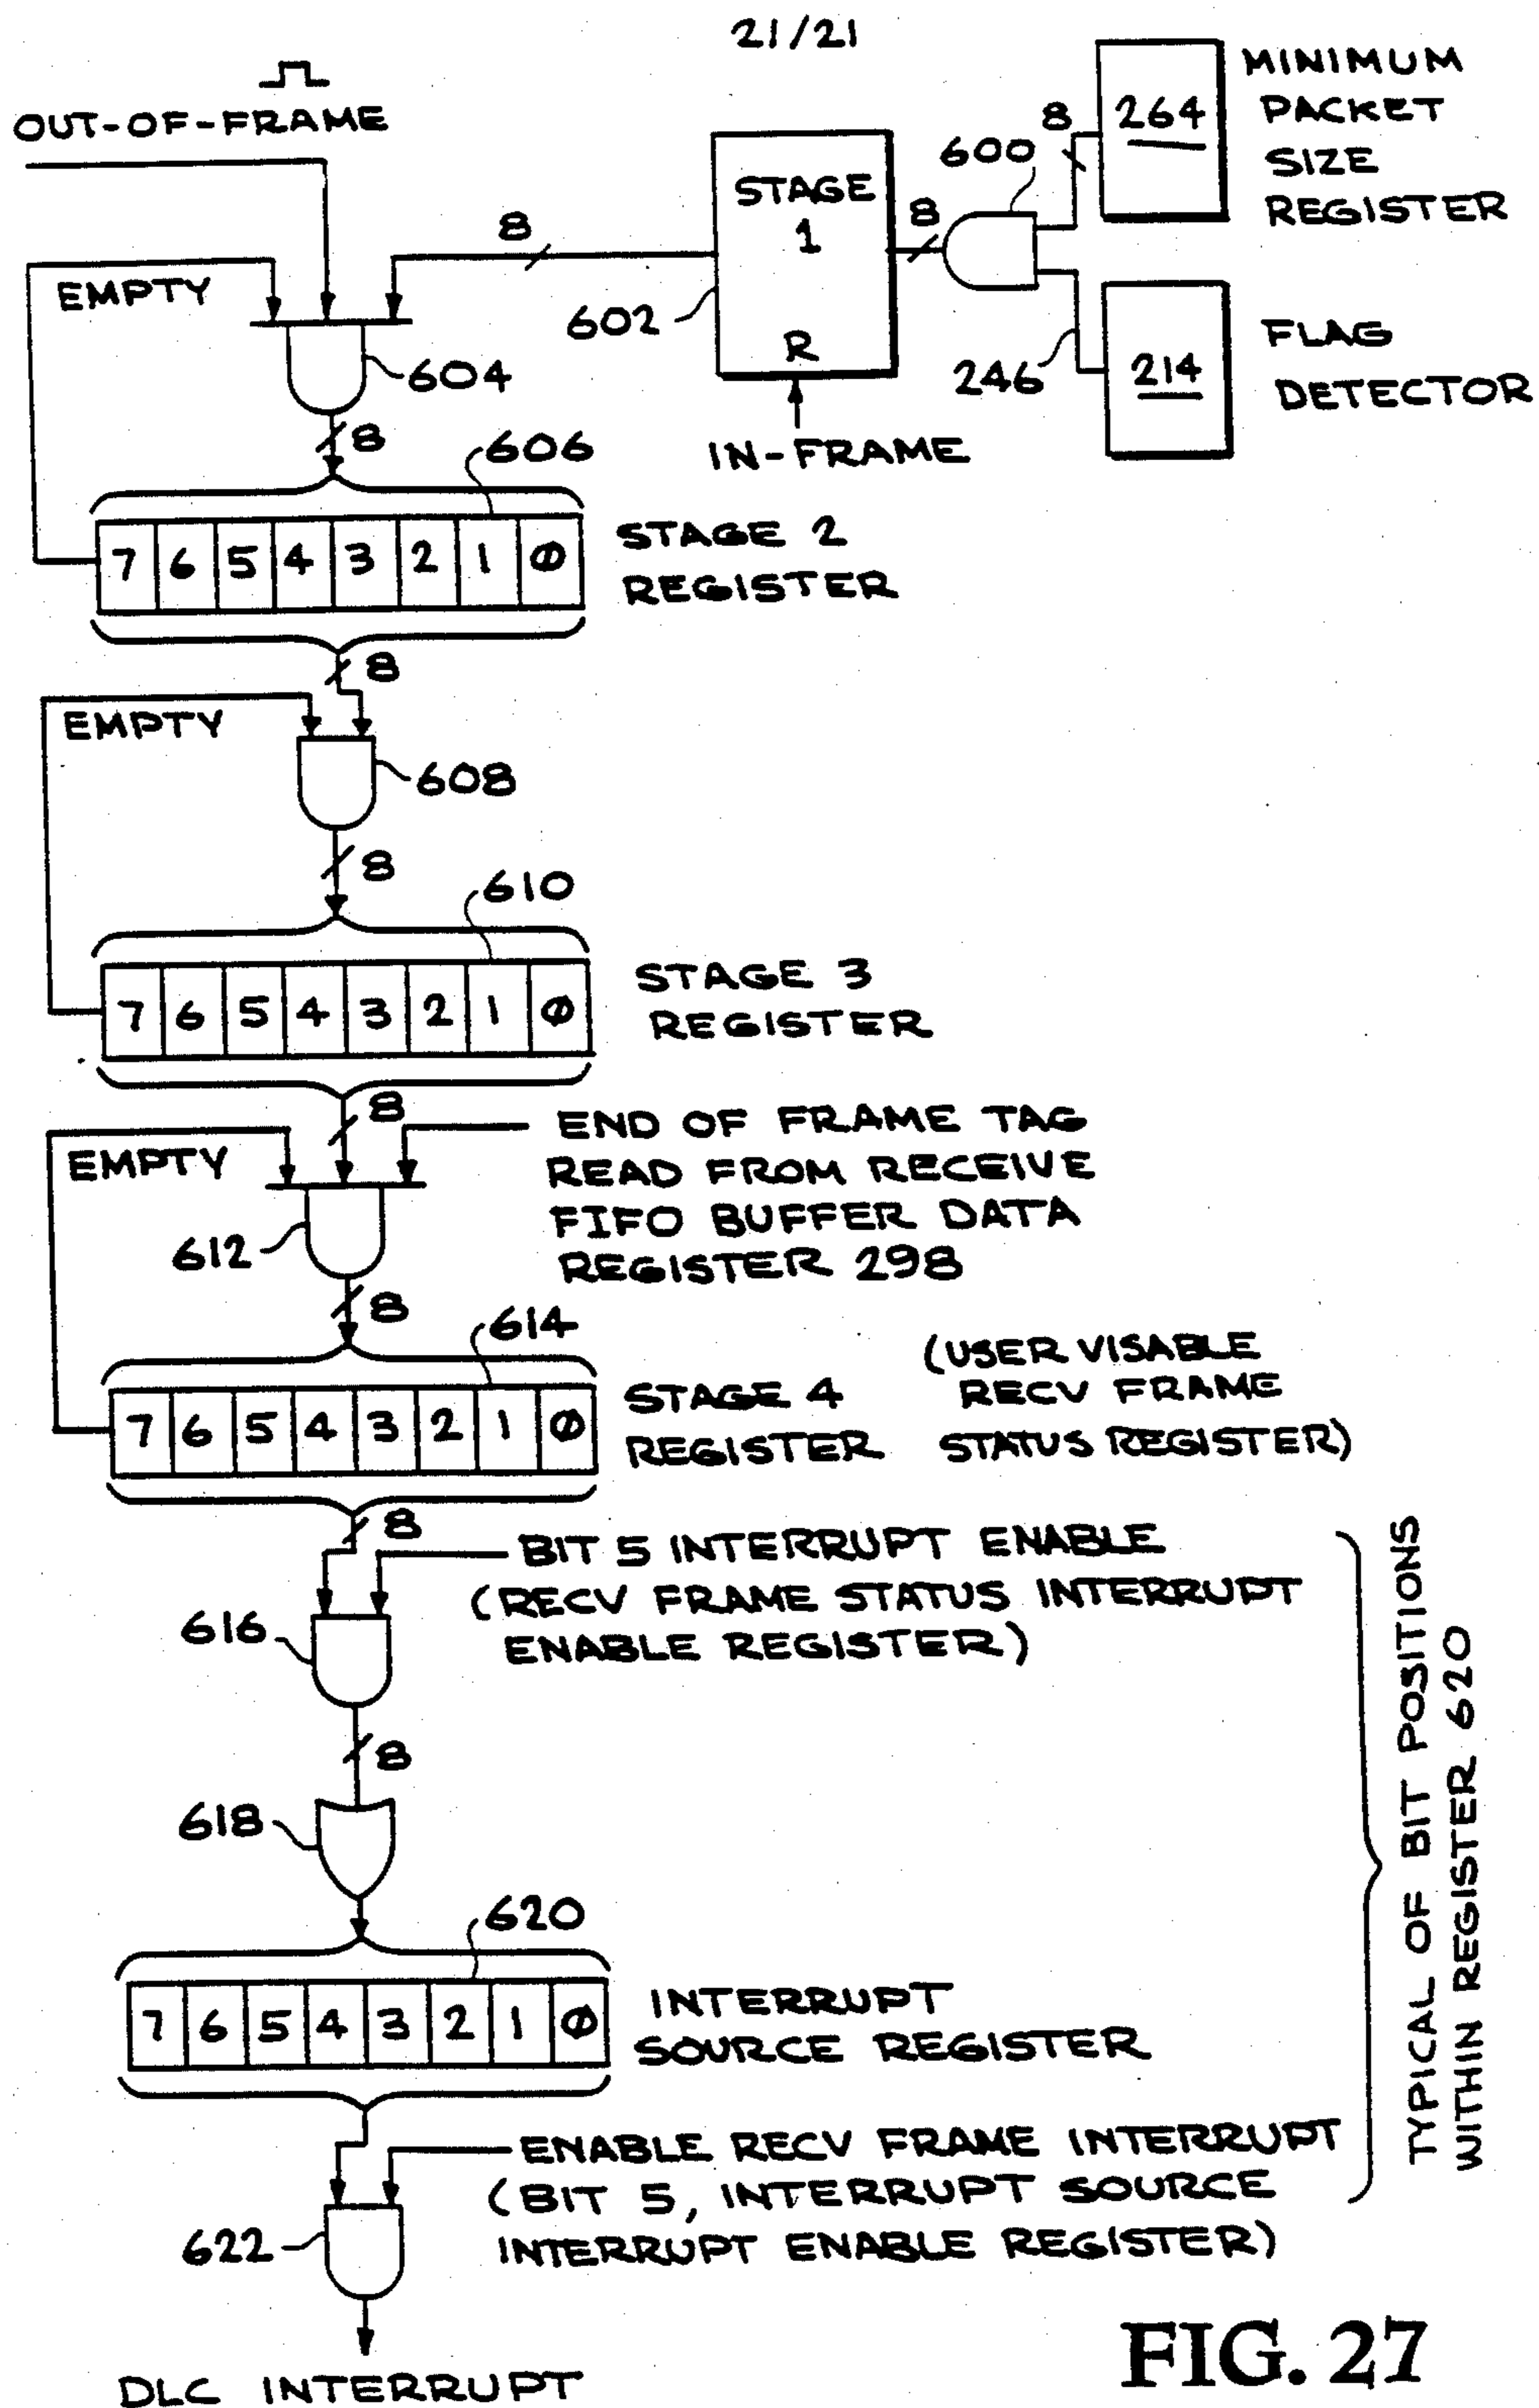 21/21
OUT-OF-FRAME
MINIMUM
PACKET
SIZE
REGISTER
264
8
600
STAGE
1
R
8
8
602
IN-FRAME
246
214
FLAG
DETECTOR
EMPTY
604
8
606
7 6 5 4 3 2 1 0
STAGE 2
REGISTER
8
EMPTY
608
8
610
7 6 5 4 3 2 1 0
STAGE 3
REGISTER
8
EMPTY
END OF FRAME TAG
READ FROM RECEIVE
FIFO BUFFER DATA
REGISTER 298
612
8
614
7 6 5 4 3 2 1 0
STAGE 4
REGISTER
(USER VISABLE
RECV FRAME
STATUS REGISTER)
8
BIT 5 INTERRUPT ENABLE
(RECV FRAME STATUS INTERRUPT
ENABLE REGISTER)
616
8
618
620
7 6 5 4 3 2 1 0
INTERRUPT
SOURCE REGISTER
ENABLE RECV FRAME INTERRUPT
(BIT 5, INTERRUPT SOURCE
INTERRUPT ENABLE REGISTER)
622
DLC INTERRUPT
TYPICAL OF BIT POSITIONS
WITHIN REGISTER 620
FIG. 27